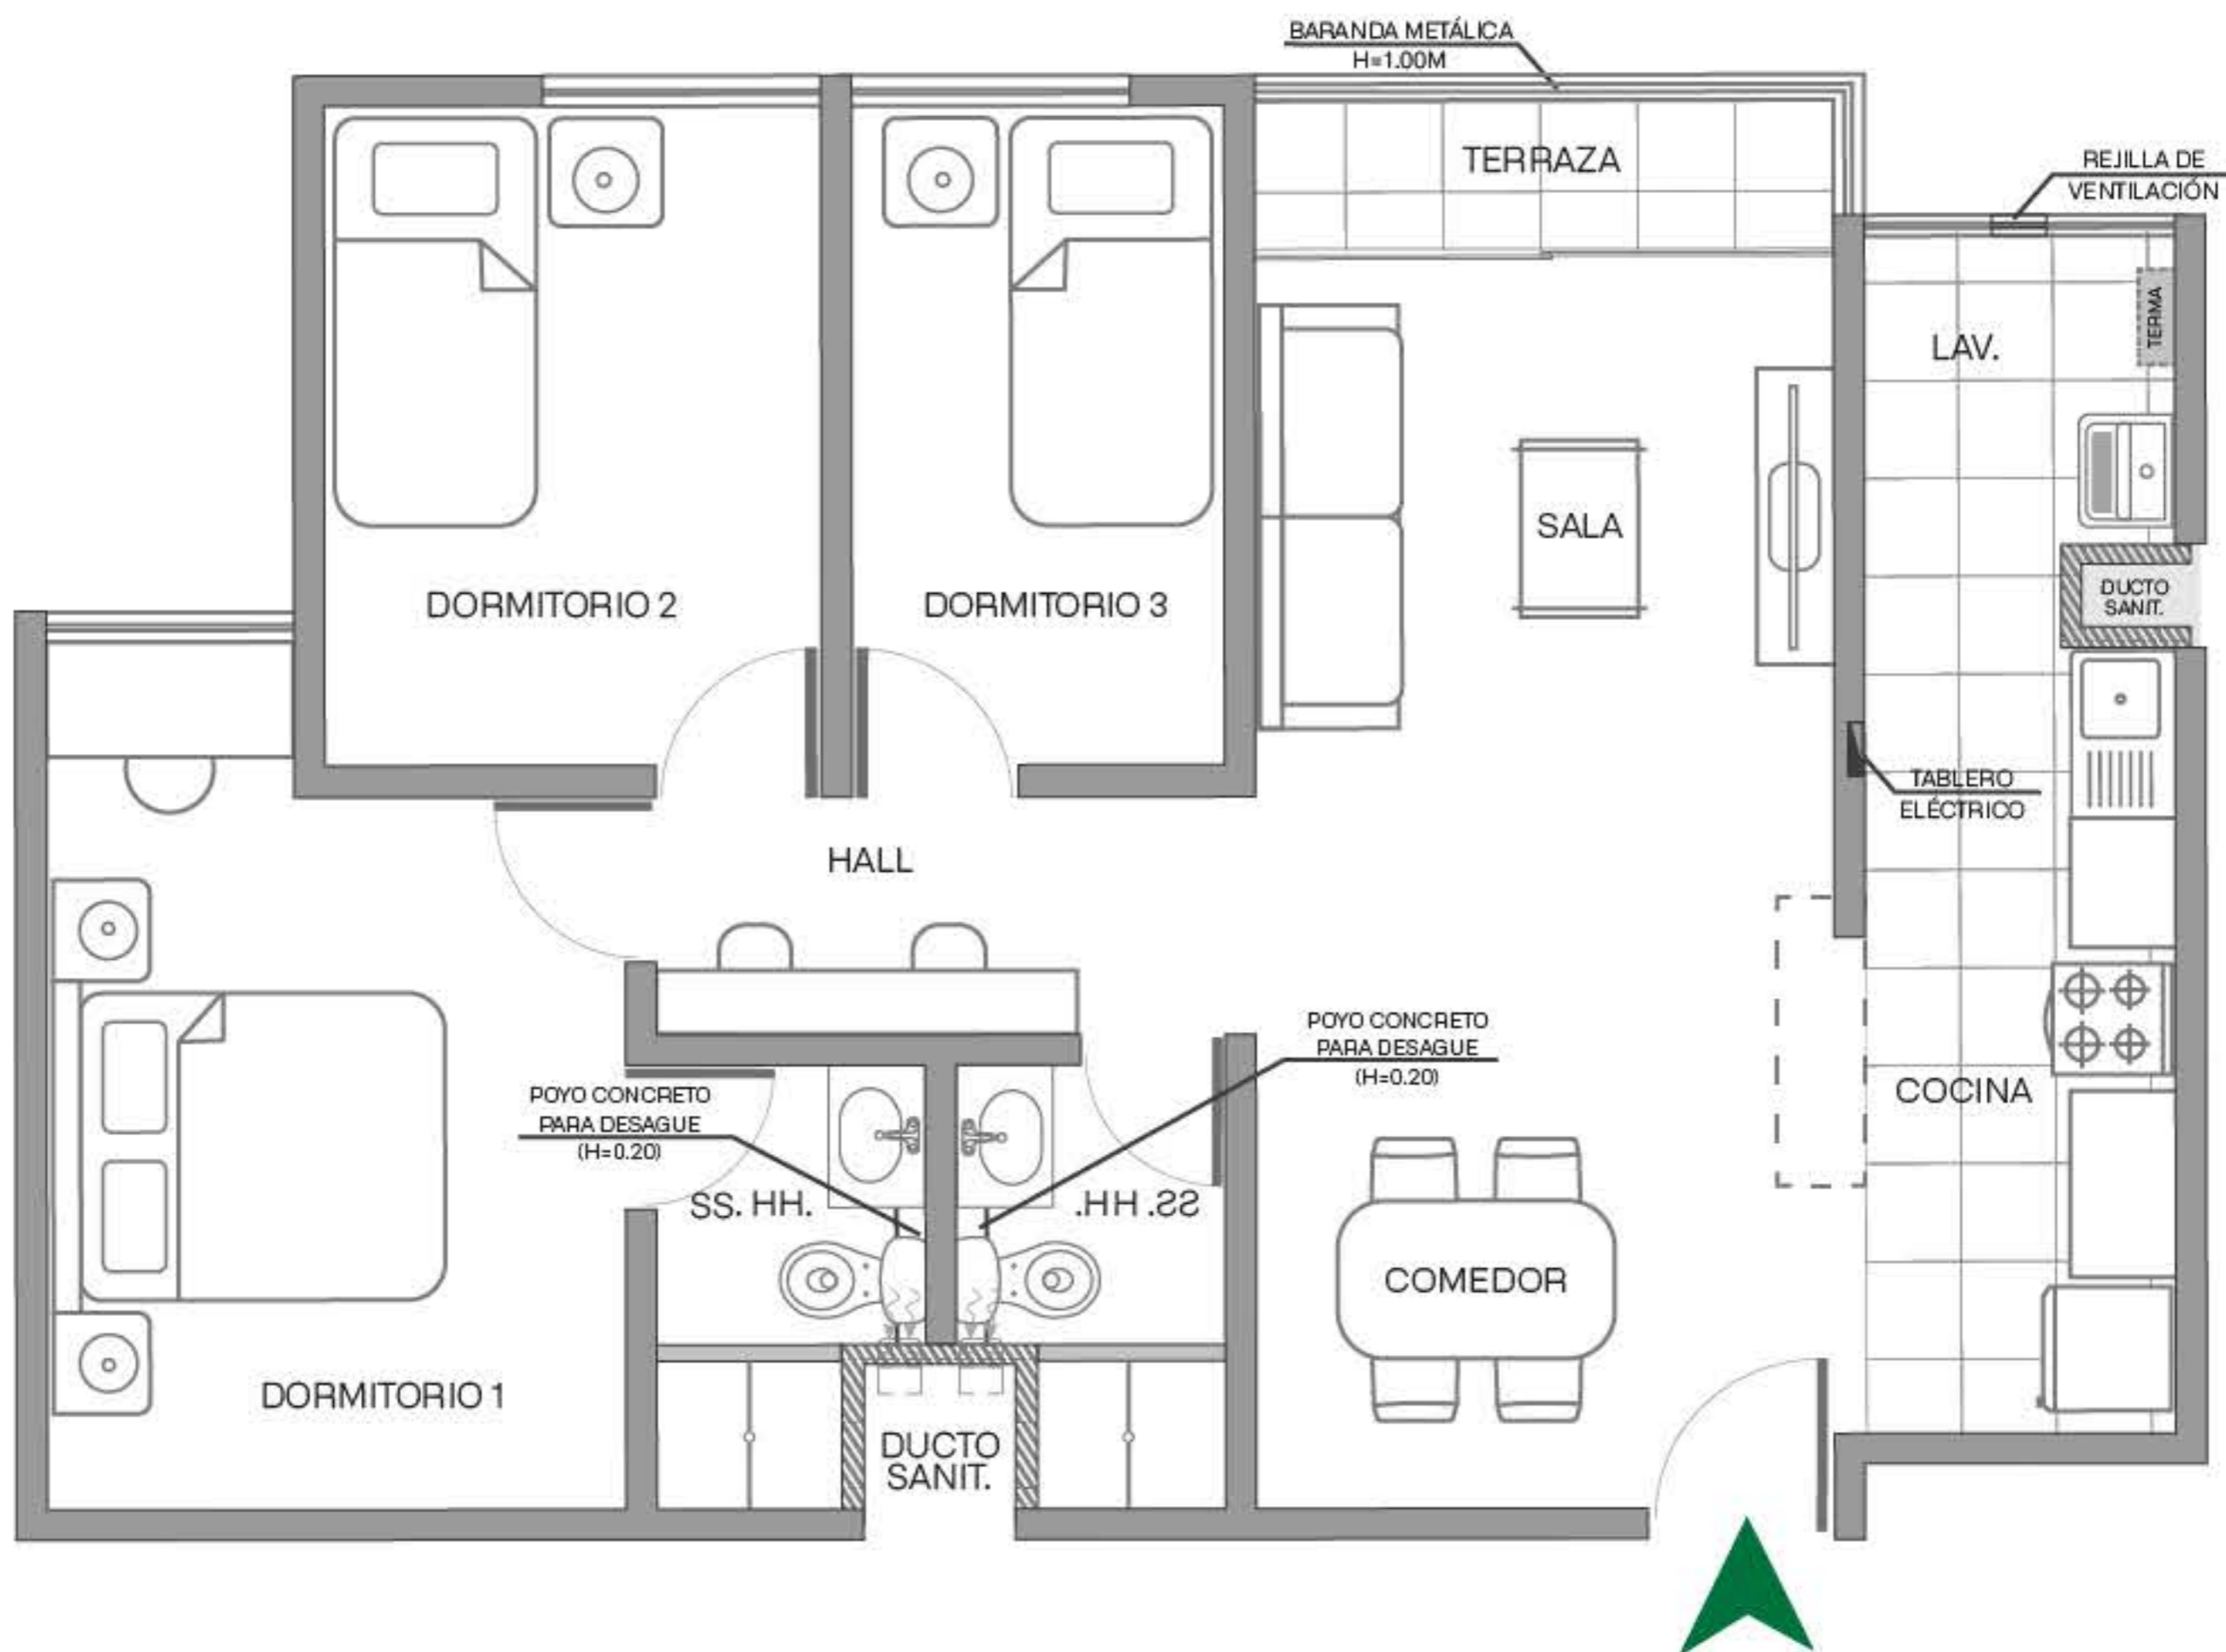 BARANDA METÁLICA
H=1.00M
TERRAZA
REJILLA DE
VENTILACIÓN
TERMA
LAV.
SALA
DUCTO
SANIT.
DORMITORIO 2
DORMITORIO 3
TABLERO
ELÉCTRICO
HALL
POYO CONCRETO
PARA DESAGUE
(H=0.20)
POYO CONCRETO
PARA DESAGUE
(H=0.20)
COCINA
SS. HH.
SS. HH.
COMEDOR
DORMITORIO 1
DUCTO
SANIT.